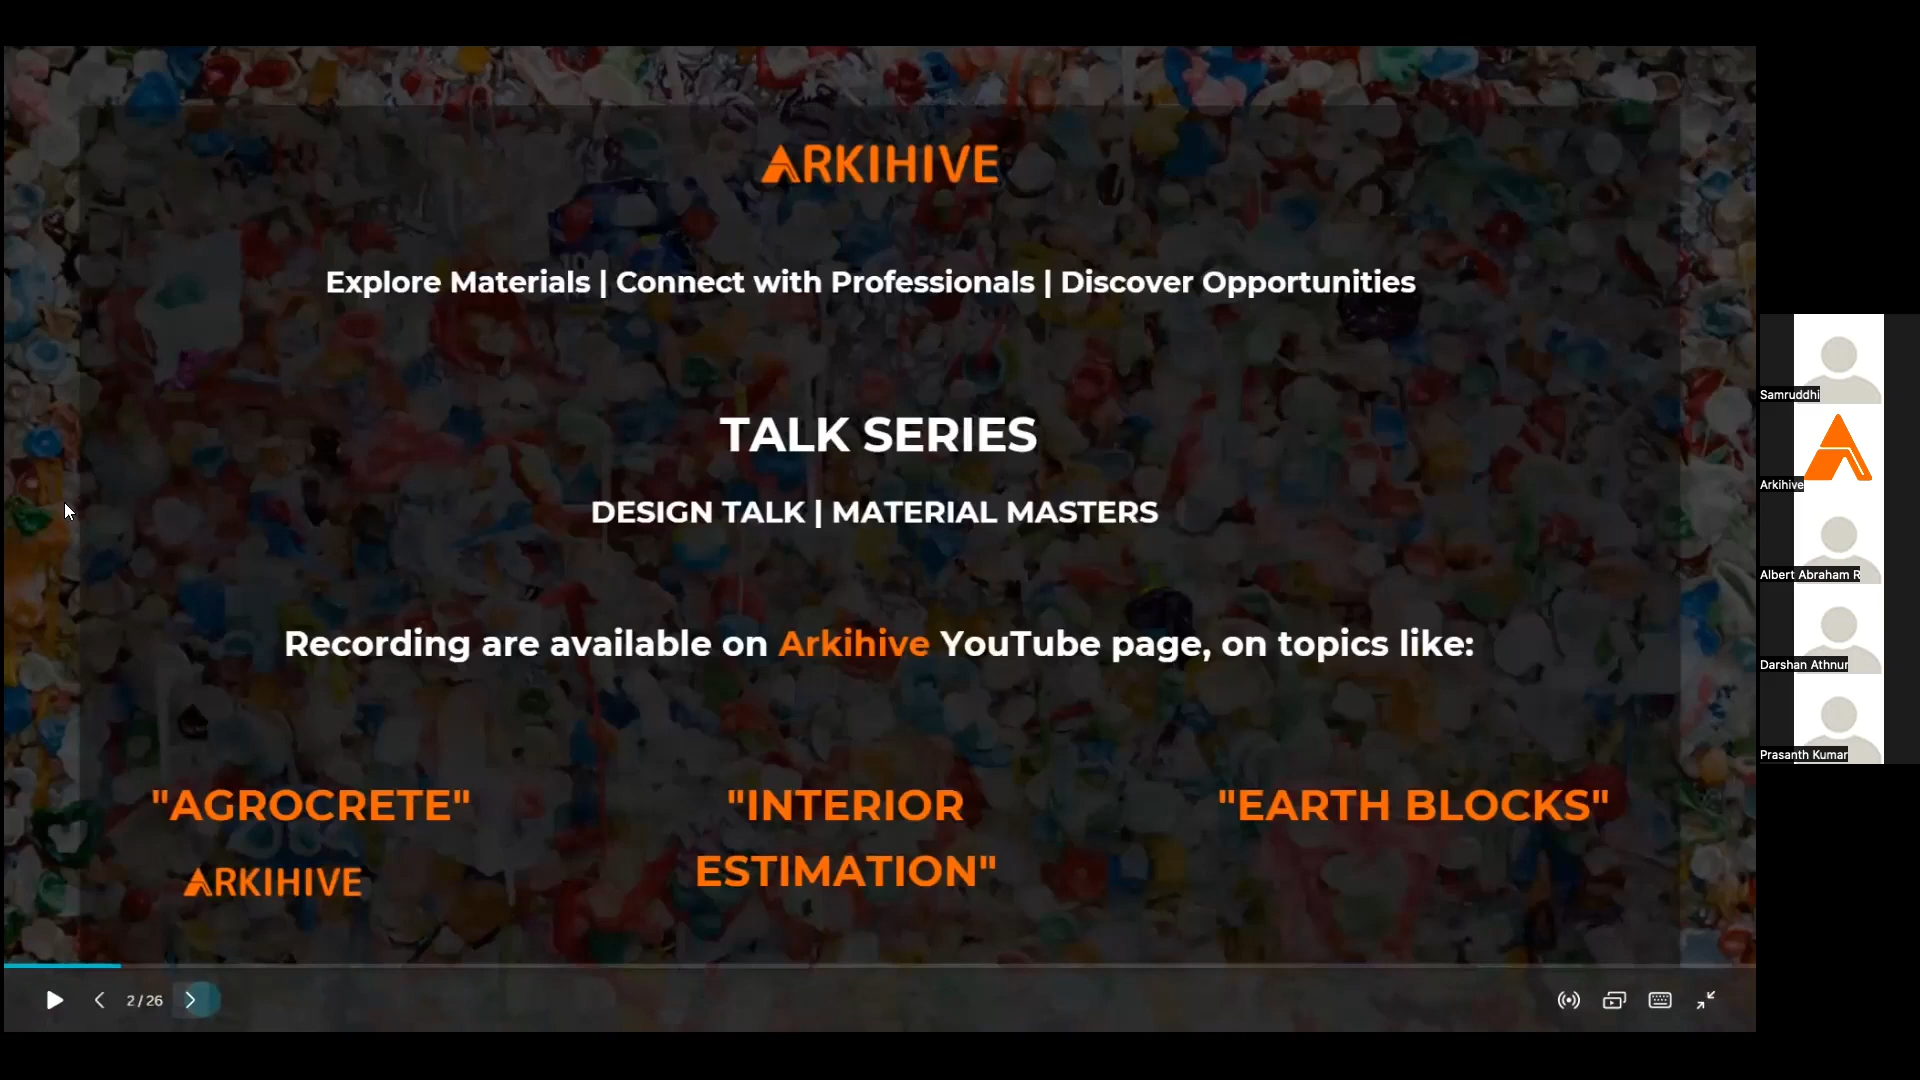 ARKIHIVE
Explore Materials | Connect with Professionals | Discover Opportunities
TALK SERIES
DESIGN TALK | MATERIAL MASTERS
Recording are available on Arkihive YouTube page, on topics like:
"AGROCRETE"
"INTERIOR
ESTIMATION"
"EARTH BLOCKS"
ARKIHIVE
2 / 26
Samruddhi
Arkihive
Albert Abraham R
Darshan Athnur
Prasanth Kumar